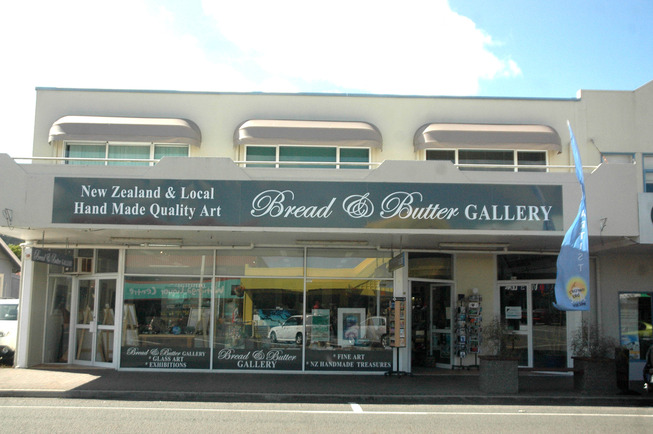 New Zealand & Local
Hand Made Quality Art
Bread & Butter GALLERY
Bread & Butter GALLERY
* GLASS ART
* EXHIBITIONS
Bread & Butter
GALLERY
* FINE ART
* NZ HANDMADE TREASURES